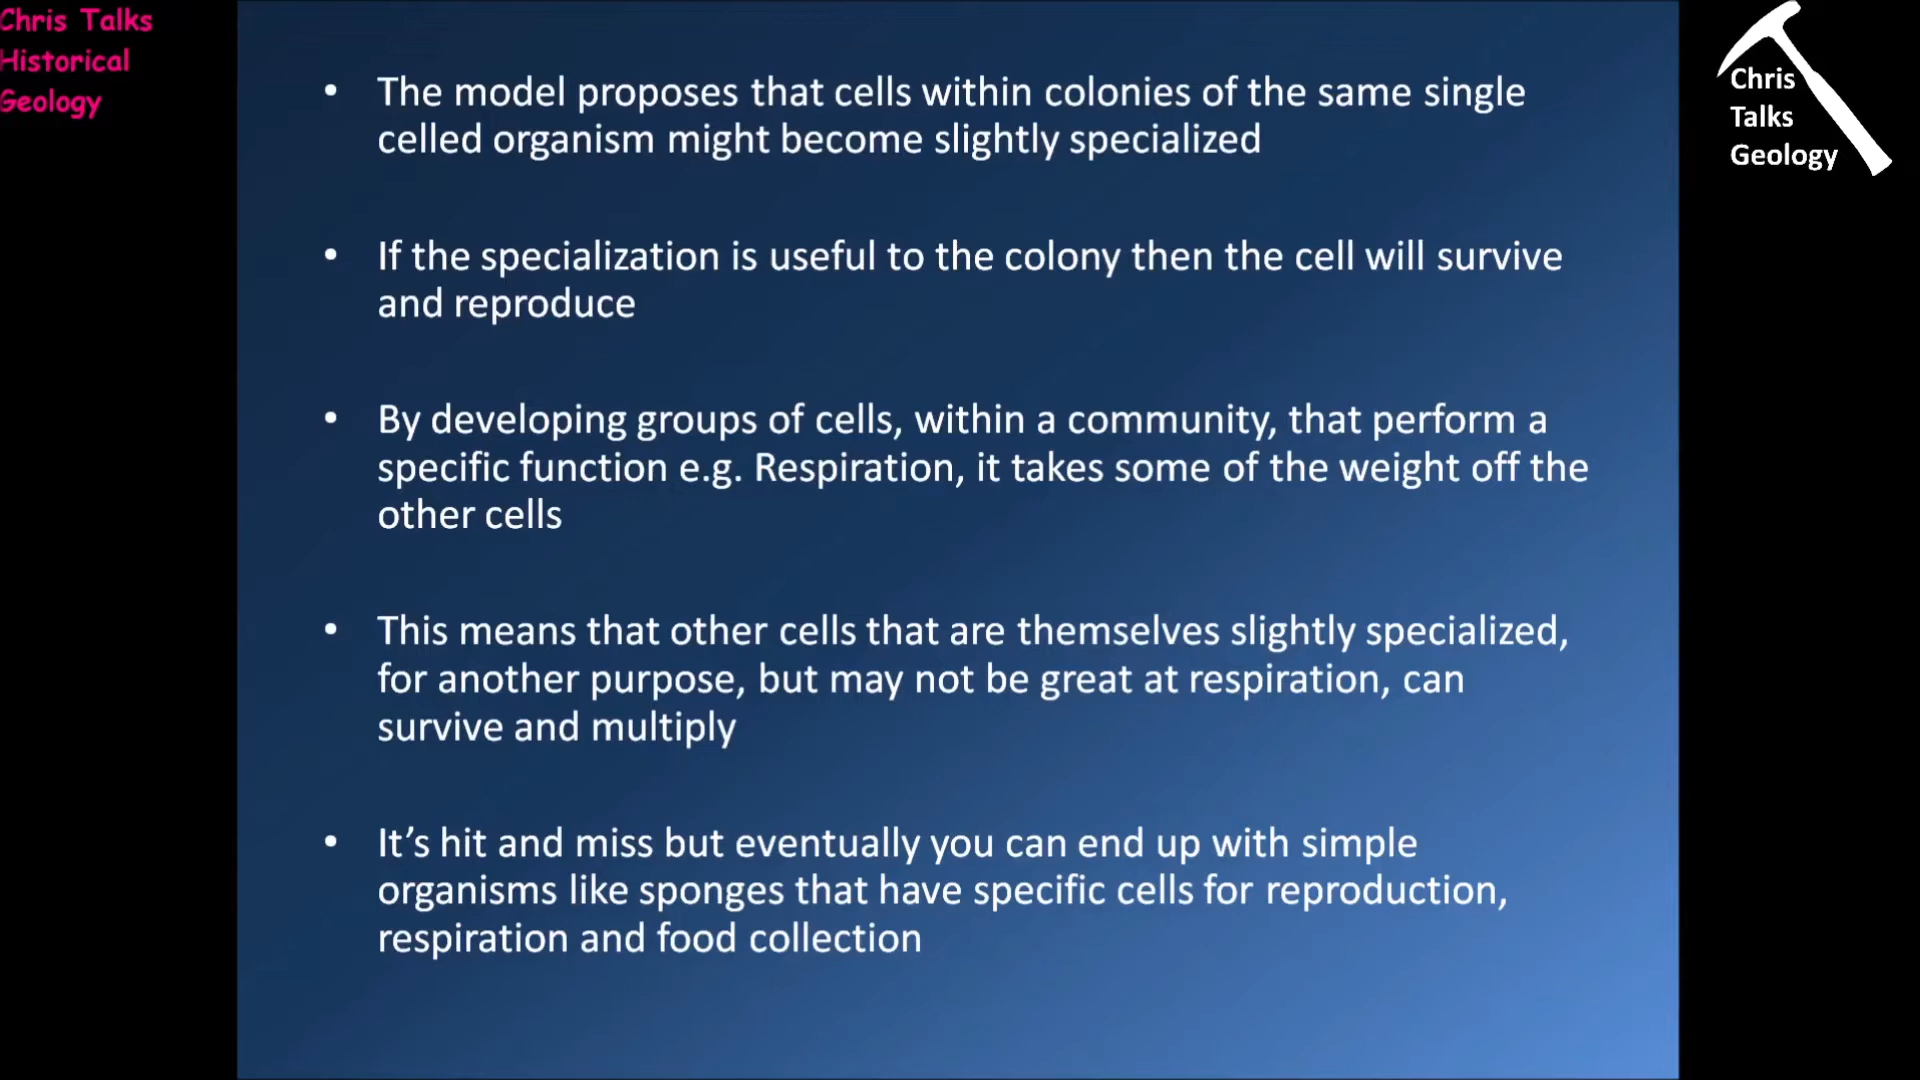 Chris Talks
Historical
Geology
Chris
Talks
Geology
• The model proposes that cells within colonies of the same single
celled organism might become slightly specialized
• If the specialization is useful to the colony then the cell will survive
and reproduce
• By developing groups of cells, within a community, that perform a
specific function e.g. Respiration, it takes some of the weight off the
other cells
• This means that other cells that are themselves slightly specialized,
for another purpose, but may not be great at respiration, can
survive and multiply
• It’s hit and miss but eventually you can end up with simple
organisms like sponges that have specific cells for reproduction,
respiration and food collection